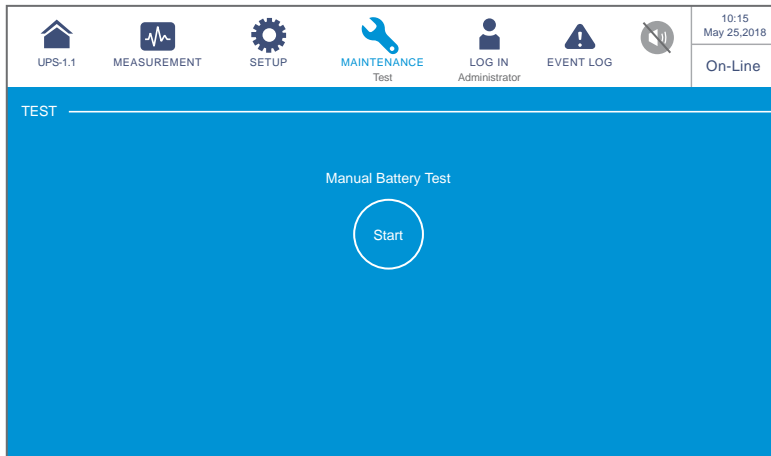 UPS-1.1
MEASUREMENT
SETUP
MAINTENANCE
Test
LOG IN
Administrator
EVENT LOG
10:15
May 25,2018
On-Line
TEST
Manual Battery Test
Start